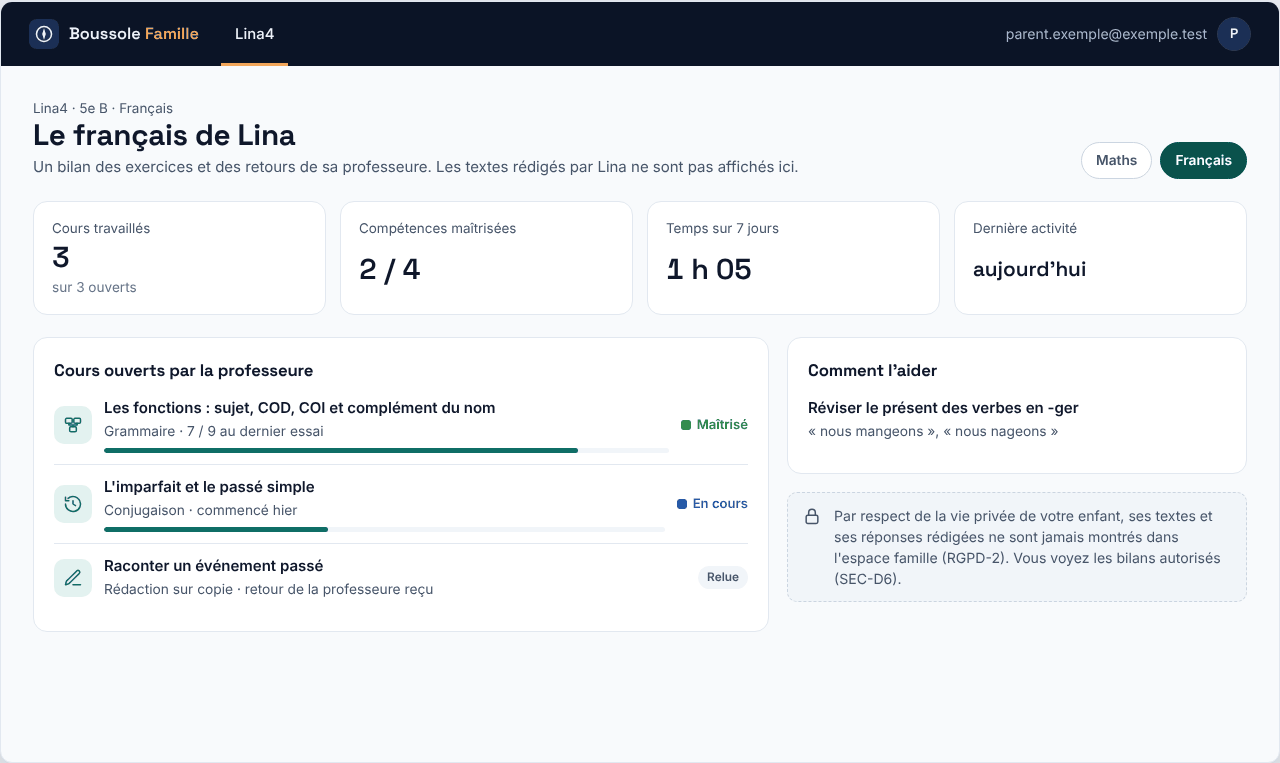 Boussole Famille
Lina4
parent.exemple@exemple.test
P
Lina4 · 5e B · Français
Le français de Lina
Un bilan des exercices et des retours de sa professeure. Les textes rédigés par Lina ne sont pas affichés ici.
Maths
Français
Cours travaillés
3
sur 3 ouverts
Compétences maîtrisées
2 / 4
Temps sur 7 jours
1 h 05
Dernière activité
aujourd’hui
Cours ouverts par la professeure
Les fonctions : sujet, COD, COI et complément du nom
Grammaire · 7 / 9 au dernier essai
Maîtrisé
L'imparfait et le passé simple
Conjugaison · commencé hier
En cours
Raconter un événement passé
Rédaction sur copie · retour de la professeure reçu
Relue
Comment l’aider
Réviser le présent des verbes en -ger
« nous mangeons », « nous nageons »
Par respect de la vie privée de votre enfant, ses textes et
ses réponses rédigées ne sont jamais montrés dans
l'espace famille (RGPD-2). Vous voyez les bilans autorisés
(SEC-D6).